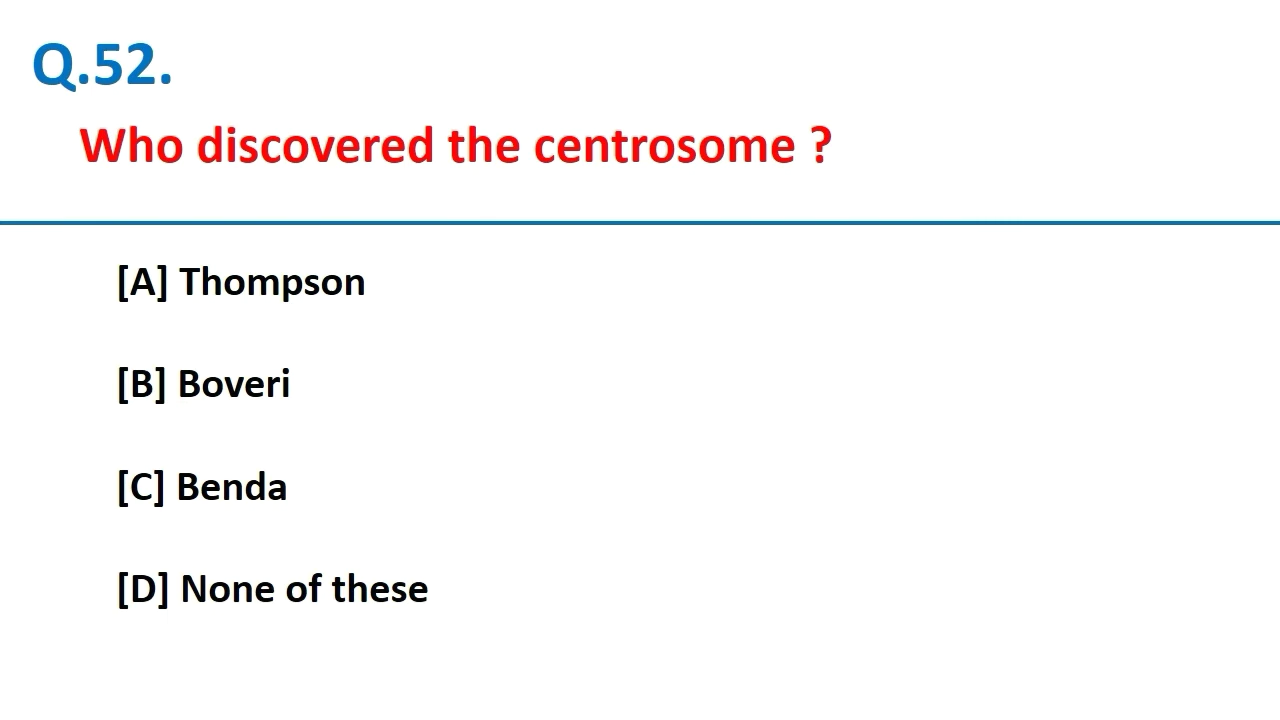 Q.52.
Who discovered the centrosome ?
[A] Thompson
[B] Boveri
[C] Benda
[D] None of these